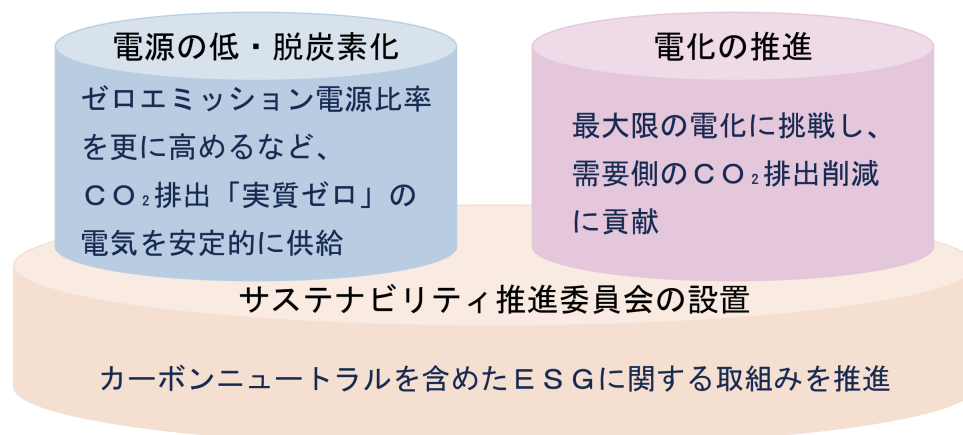 電源の低・脱炭素化
ゼロエミッション電源比率
を更に高めるなど、
ＣＯ₂排出「実質ゼロ」の
電気を安定的に供給
電化の推進
最大限の電化に挑戦し、
需要側のＣＯ₂排出削減
に貢献
サステナビリティ推進委員会の設置
カーボンニュートラルを含めたＥＳＧに関する取組みを推進